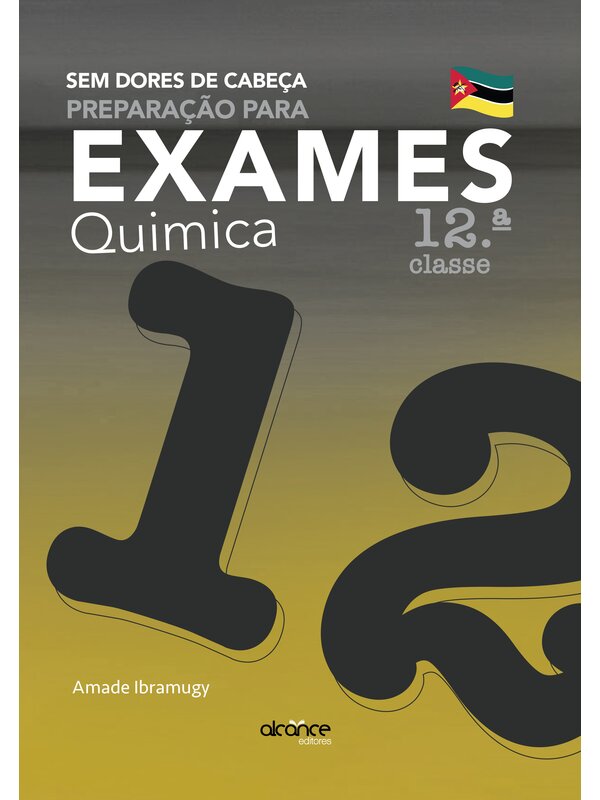 SEM DORES DE CABEÇA
PREPARAÇÃO PARA
EXAMES
Quimica
12.ª
classe
12
Amade Ibramugy
alcance
editores